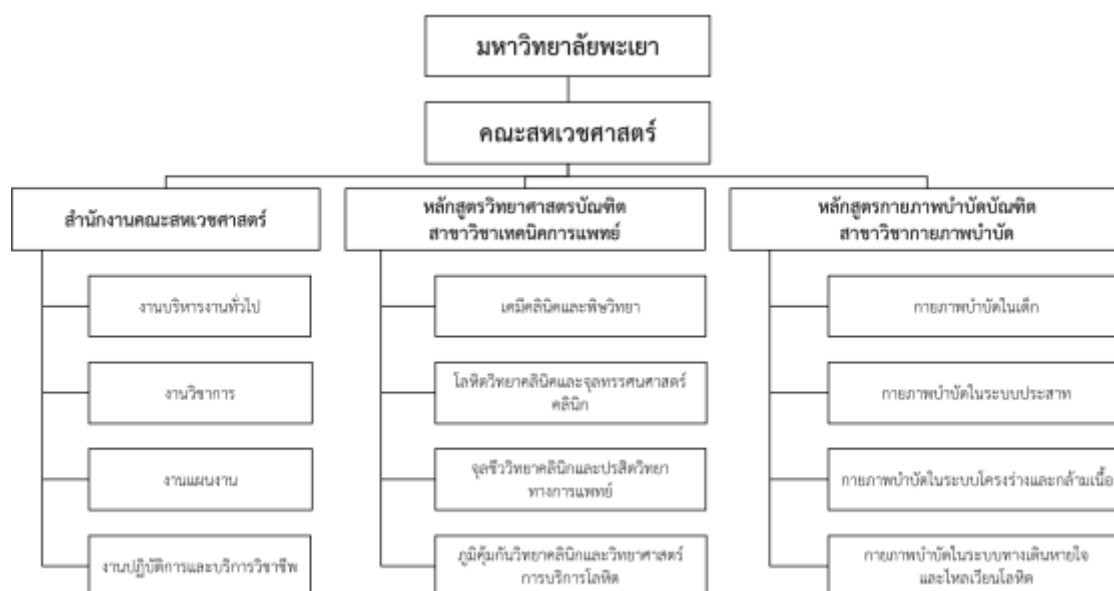 มหาวิทยาลัยพะเยา
คณะสหเวชศาสตร์
สำนักงานคณะสหเวชศาสตร์
งานบริหารงานทั่วไป
งานวิชาการ
งานแผนงาน
งานปฏิบัติการและบริการวิชาชีพ
หลักสูตรวิทยาศาสตรบัณฑิต
สาขาวิชาเทคนิคการแพทย์
เคมีคลินิคและพิษวิทยา
โลหิตวิทยาคลินิคและจุลทรรศนศาสตร์
คลินิก
จุลชีววิทยาคลินิกและปรสิตวิทยา
ทางการแพทย์
ภูมิคุ้มกันวิทยาคลินิกและวิทยาศาสตร์
การบริการโลหิต
หลักสูตรกายภาพบำบัดบัณฑิต
สาขาวิชากายภาพบำบัด
กายภาพบำบัดในเด็ก
กายภาพบำบัดในระบบประสาท
กายภาพบำบัดในระบบโครงร่างและกล้ามเนื้อ
กายภาพบำบัดในระบบทางเดินหายใจ
และไหลเวียนโลหิต